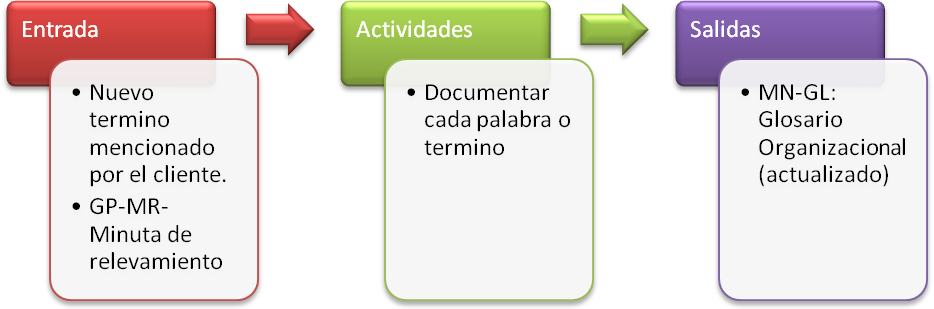 Entrada
• Nuevo
termino
mencionado
por el cliente.
• GP-MR-
Minuta de
relevamiento
Actividades
• Documentar
cada palabra o
termino
Salidas
• MN-GL:
Glosario
Organizacional
(actualizado)